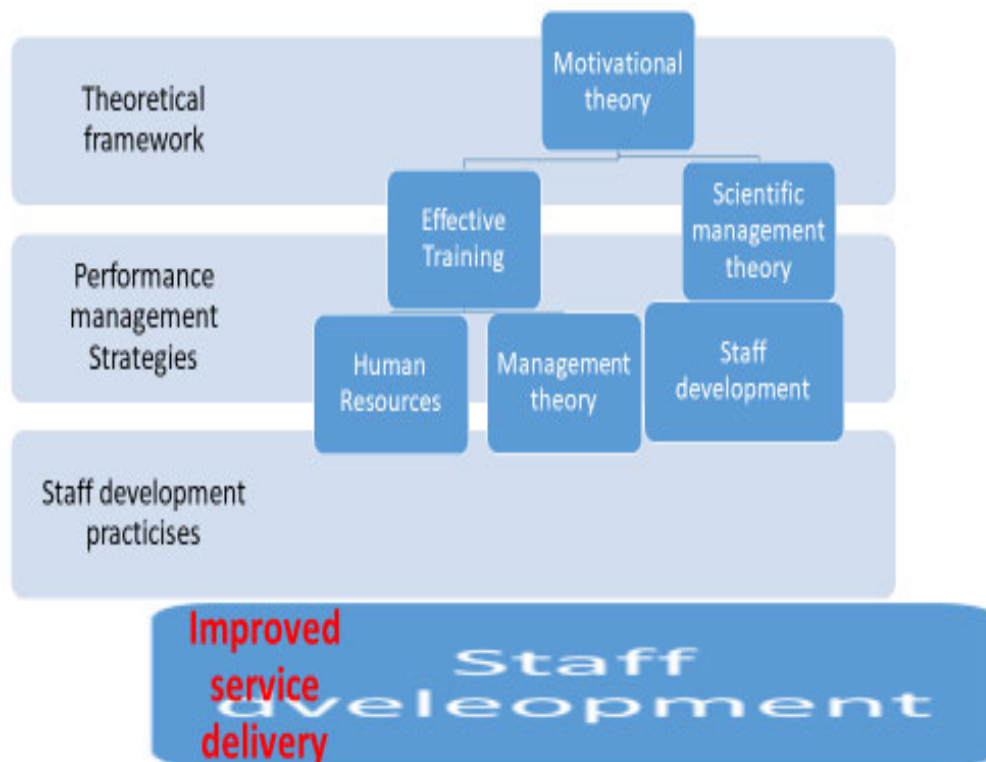 Motivational
theory
Theoretical
framework
Effective
Training
Scientific
management
theory
Performance
management
Strategies
Human
Resources
Management
theory
Staff
development
Staff development
practicises
Improved
service
delivery
Staff
aveleopment